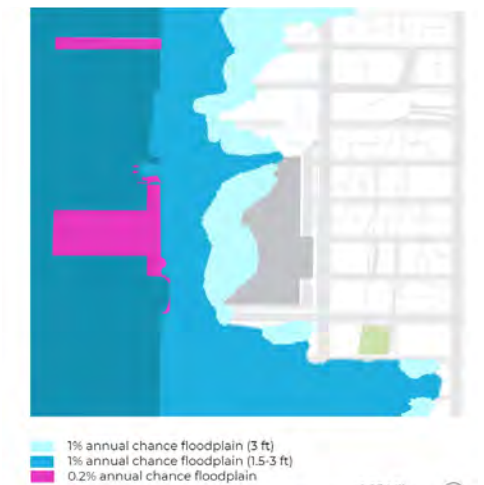 1% annual chance floodplain (3 ft)
1% annual chance floodplain (1.5-3 ft)
0.2% annual chance floodplain